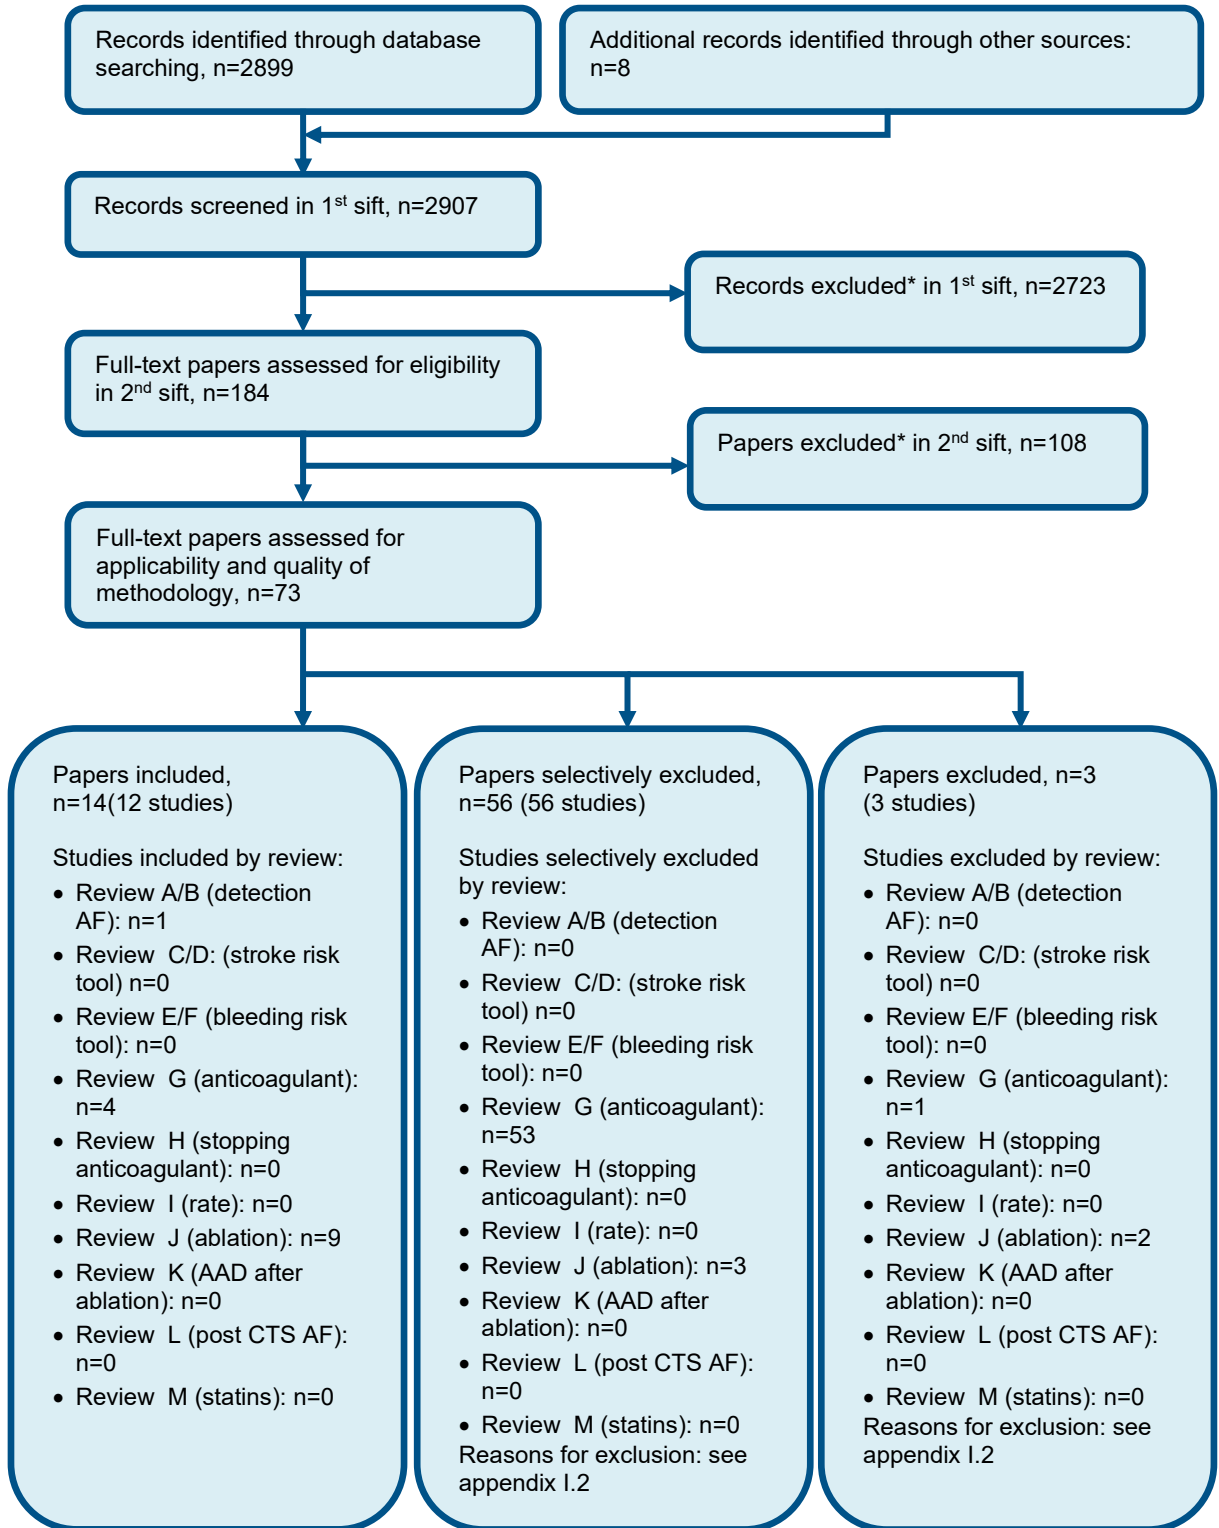 Records identified through database
searching, n=2899
Additional records identified through other sources:
n=8
Records screened in 1st sift, n=2907
Records excluded* in 1st sift, n=2723
Full-text papers assessed for eligibility
in 2nd sift, n=184
Papers excluded* in 2nd sift, n=108
Full-text papers assessed for
applicability and quality of
methodology, n=73
Papers included,
n=14(12 studies)
Studies included by review:
• Review A/B (detection
AF): n=1
• Review C/D: (stroke risk
tool) n=0
• Review E/F (bleeding risk
tool): n=0
• Review G (anticoagulant):
n=4
• Review H (stopping
anticoagulant): n=0
• Review I (rate): n=0
• Review J (ablation): n=9
• Review K (AAD after
ablation): n=0
• Review L (post CTS AF):
n=0
• Review M (statins): n=0
Papers selectively excluded,
n=56 (56 studies)
Studies selectively excluded
by review:
• Review A/B (detection
AF): n=0
• Review C/D: (stroke risk
tool) n=0
• Review E/F (bleeding risk
tool): n=0
• Review G (anticoagulant):
n=53
• Review H (stopping
anticoagulant): n=0
• Review I (rate): n=0
• Review J (ablation): n=3
• Review K (AAD after
ablation): n=0
• Review L (post CTS AF):
n=0
• Review M (statins): n=0
Reasons for exclusion: see
appendix I.2
Papers excluded, n=3
(3 studies)
Studies excluded by review:
• Review A/B (detection
AF): n=0
• Review C/D: (stroke risk
tool) n=0
• Review E/F (bleeding risk
tool): n=0
• Review G (anticoagulant):
n=1
• Review H (stopping
anticoagulant): n=0
• Review I (rate): n=0
• Review J (ablation): n=2
• Review K (AAD after
ablation): n=0
• Review L (post CTS AF):
n=0
• Review M (statins): n=0
Reasons for exclusion: see
appendix I.2